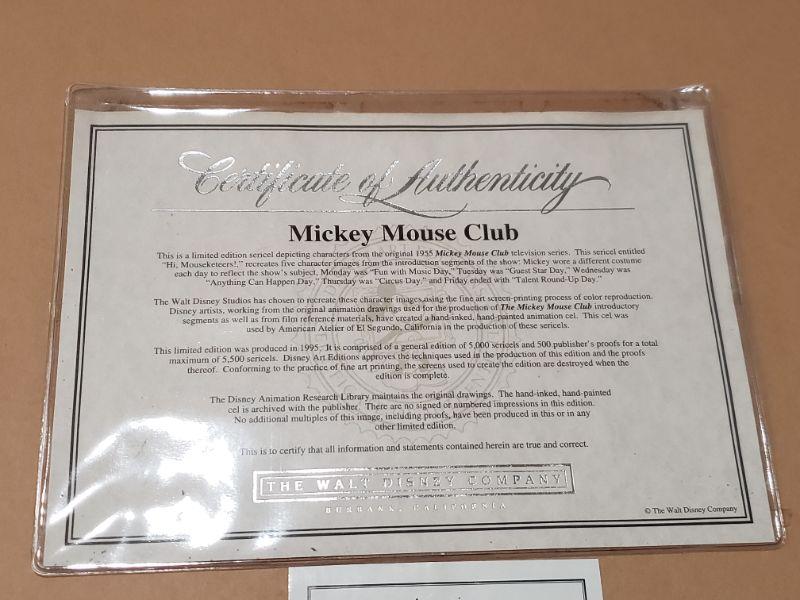 Certificate of Authenticity
Mickey Mouse Club
This is a limited edition sericel depicting characters from the original 1955 Mickey Mouse Club television series. This sericel entitled
"Hi, Mouseketeers!," recreates five character images from the introduction segments of the show: Mickey wore a different costume
each day to reflect the show's subject, Monday was "Fun with Music Day," Tuesday was "Guest Star Day," Wednesday was
"Anything Can Happen Day," Thursday was "Circus Day," and Friday ended with "Talent Round-Up Day."
The Walt Disney Studios has chosen to recreate these character images using the fine art screen-printing process of color reproduction.
Disney artists, working from the original animation drawings used for the production of The Mickey Mouse Club introductory
segments as well as from film reference materials, have created a hand-inked, hand-painted animation cel. This cel was
used by American Atelier of El Segundo, California in the production of these sericels.
This limited edition was produced in 1995. It is comprised of a general edition of 5,000 sericels and 500 publisher's proofs for a total
maximum of 5,500 sericels. Disney Art Editions approves the techniques used in the production of this edition and the proofs
thereof. Conforming to the practice of fine art printing, the screens used to create the edition are destroyed when the
edition is complete.
The Disney Animation Research Library maintains the original drawings. The hand-inked, hand-painted
cel is archived with the publisher. There are no signed or numbered impressions in this edition.
No additional multiples of this image, including proofs, have been produced in this or in any
other limited edition.
This is to certify that all information and statements contained herein are true and correct.
THE WALT DISNEY COMPANY
BURBANK, CALIFORNIA
© The Walt Disney Company